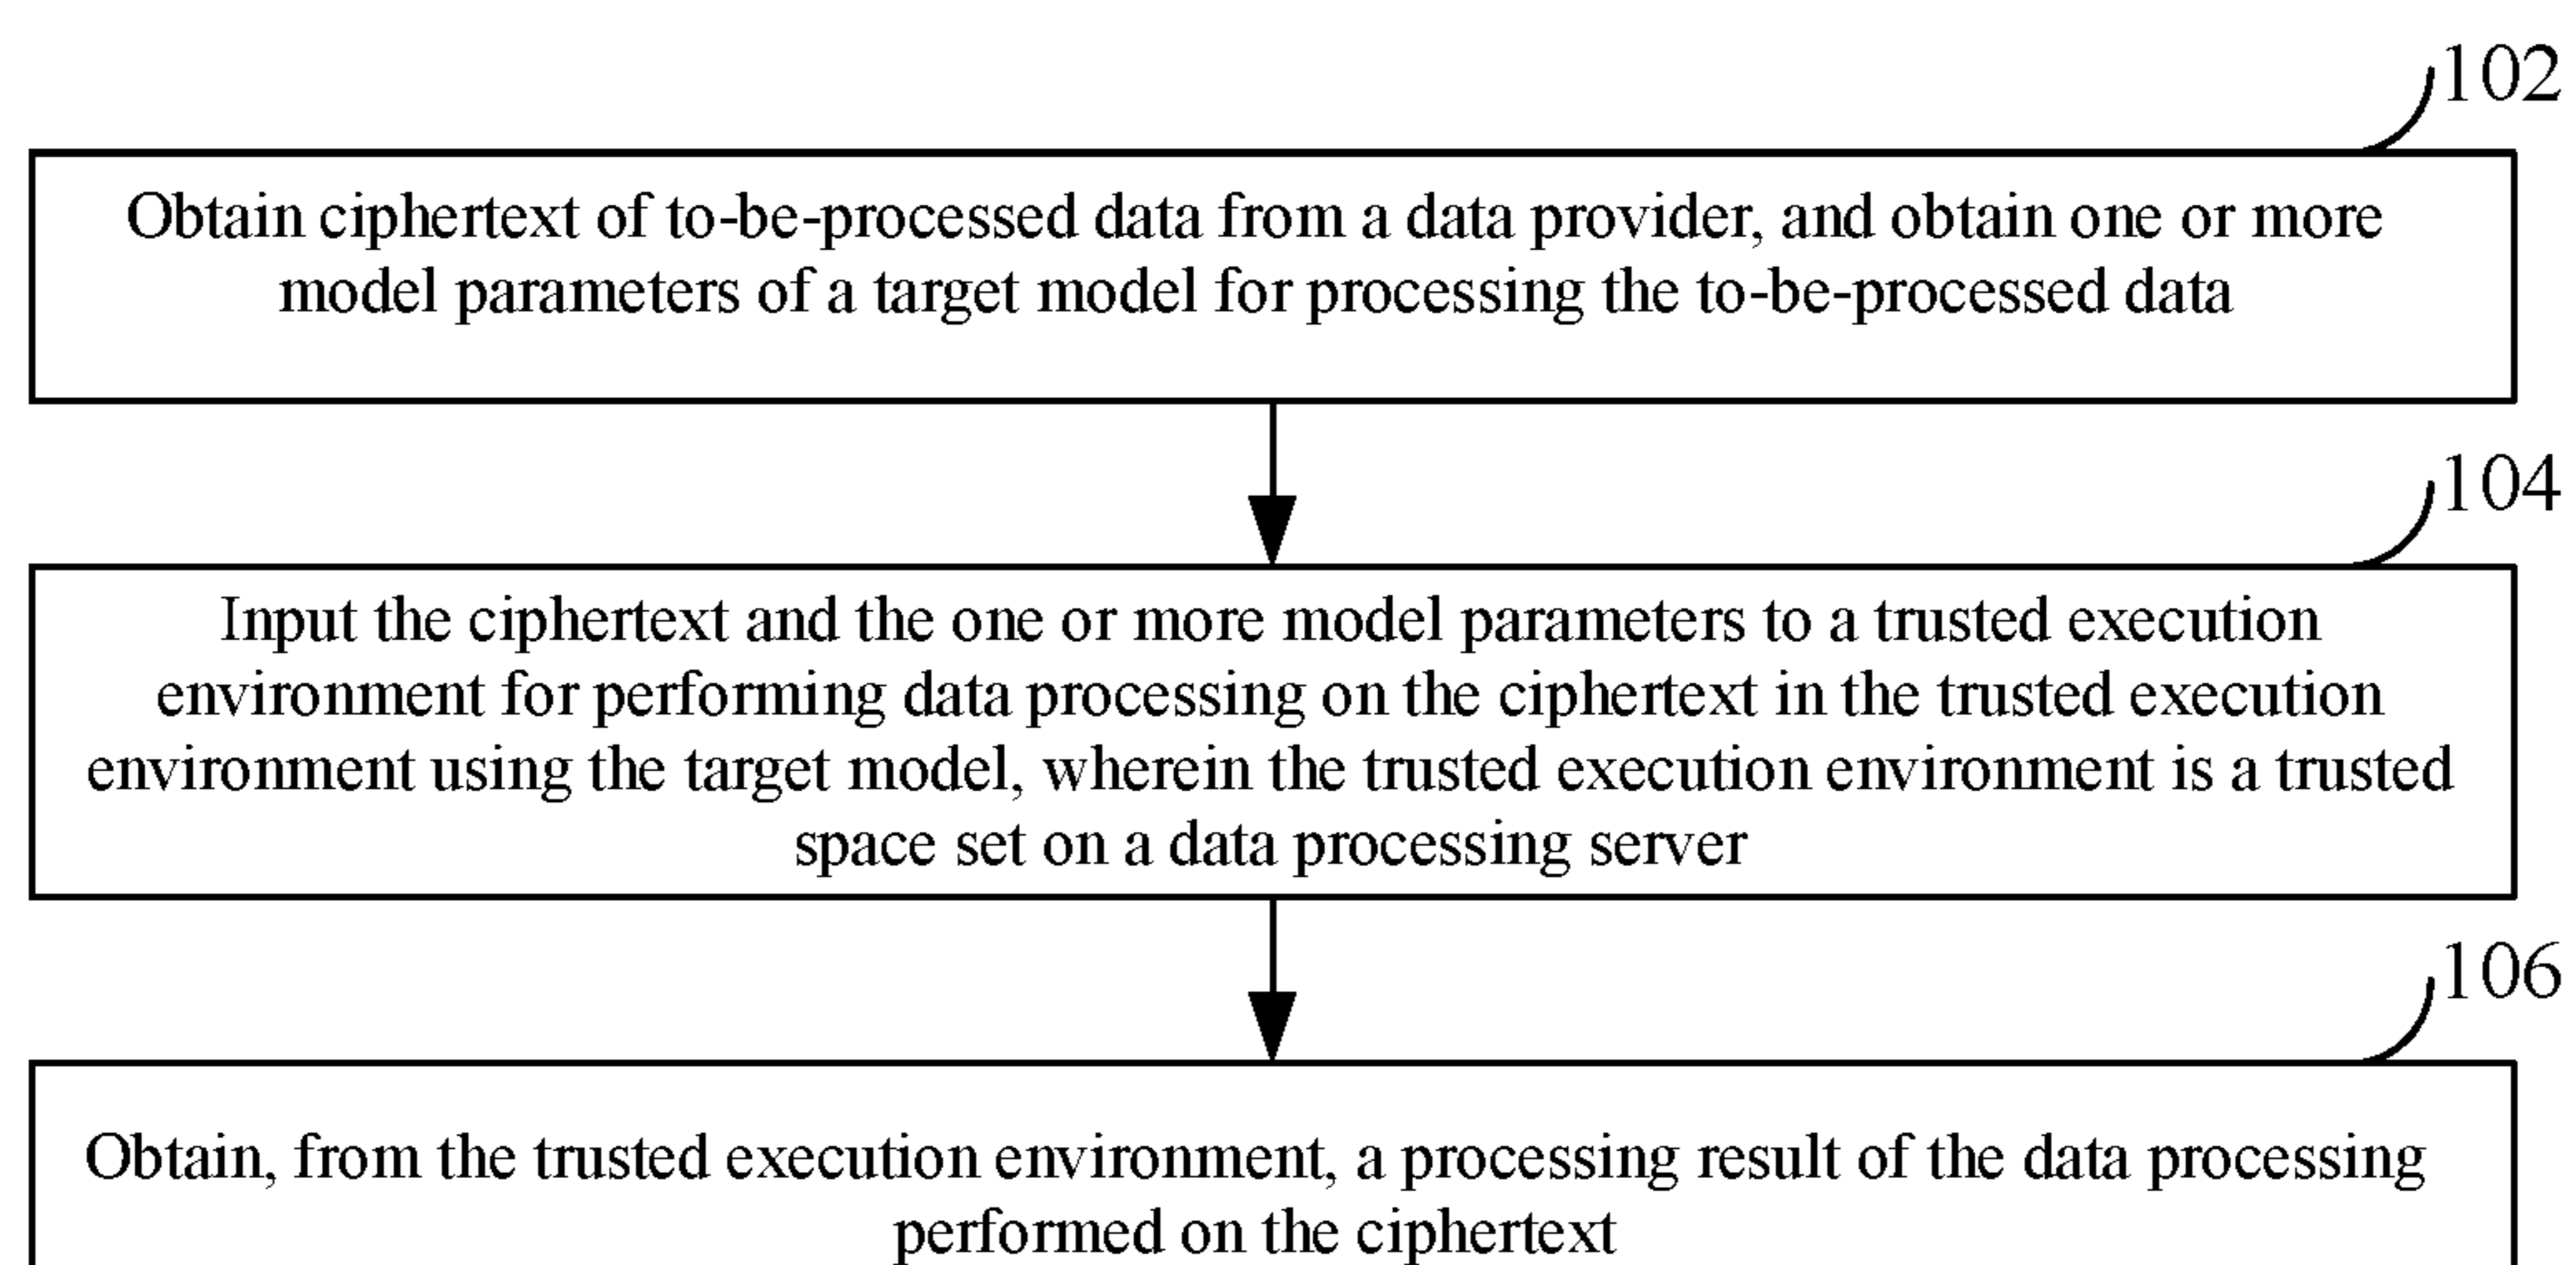 102
Obtain ciphertext of to-be-processed data from a data provider, and obtain one or more
model parameters of a target model for processing the to-be-processed data
104
Input the ciphertext and the one or more model parameters to a trusted execution
environment for performing data processing on the ciphertext in the trusted execution
environment using the target model, wherein the trusted execution environment is a trusted
space set on a data processing server
106
Obtain, from the trusted execution environment, a processing result of the data processing
performed on the ciphertext